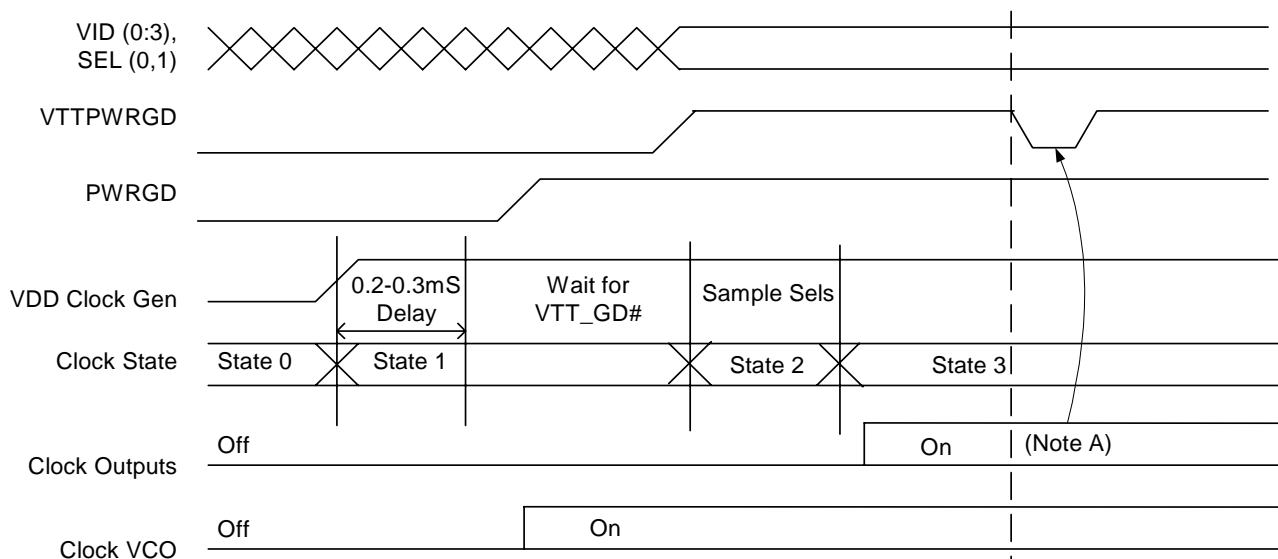 VID (0:3),
SEL (0,1)
VTTPWRGD
PWRGD
VDD Clock Gen
0.2-0.3mS
Delay
Wait for
VTT_GD#
Sample Sels
Clock State
State 0
State 1
State 2
State 3
Clock Outputs
Off
On
(Note A)
Clock VCO
Off
On